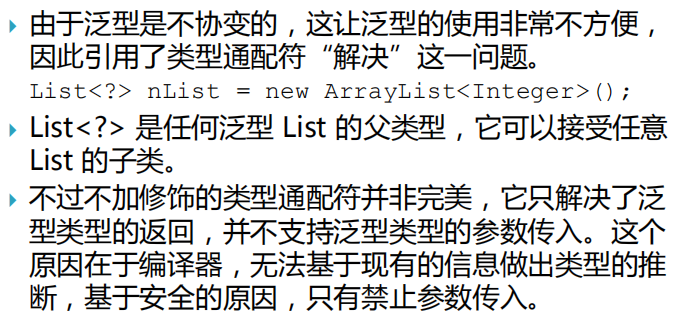 由于泛型是不协变的，这让泛型的使用非常不方便，
因此引用了类型通配符“解决”这一问题。
List<?> nList = new ArrayList<Integer>();
List<?> 是任何泛型 List 的父类型，它可以接受任意
List 的子类。
不过不加修饰的类型通配符并非完美，它只解决了泛
型类型的返回，并不支持泛型类型的参数传入。这个
原因在于编译器，无法基于现有的信息做出类型的推
断，基于安全的原因，只有禁止参数传入。